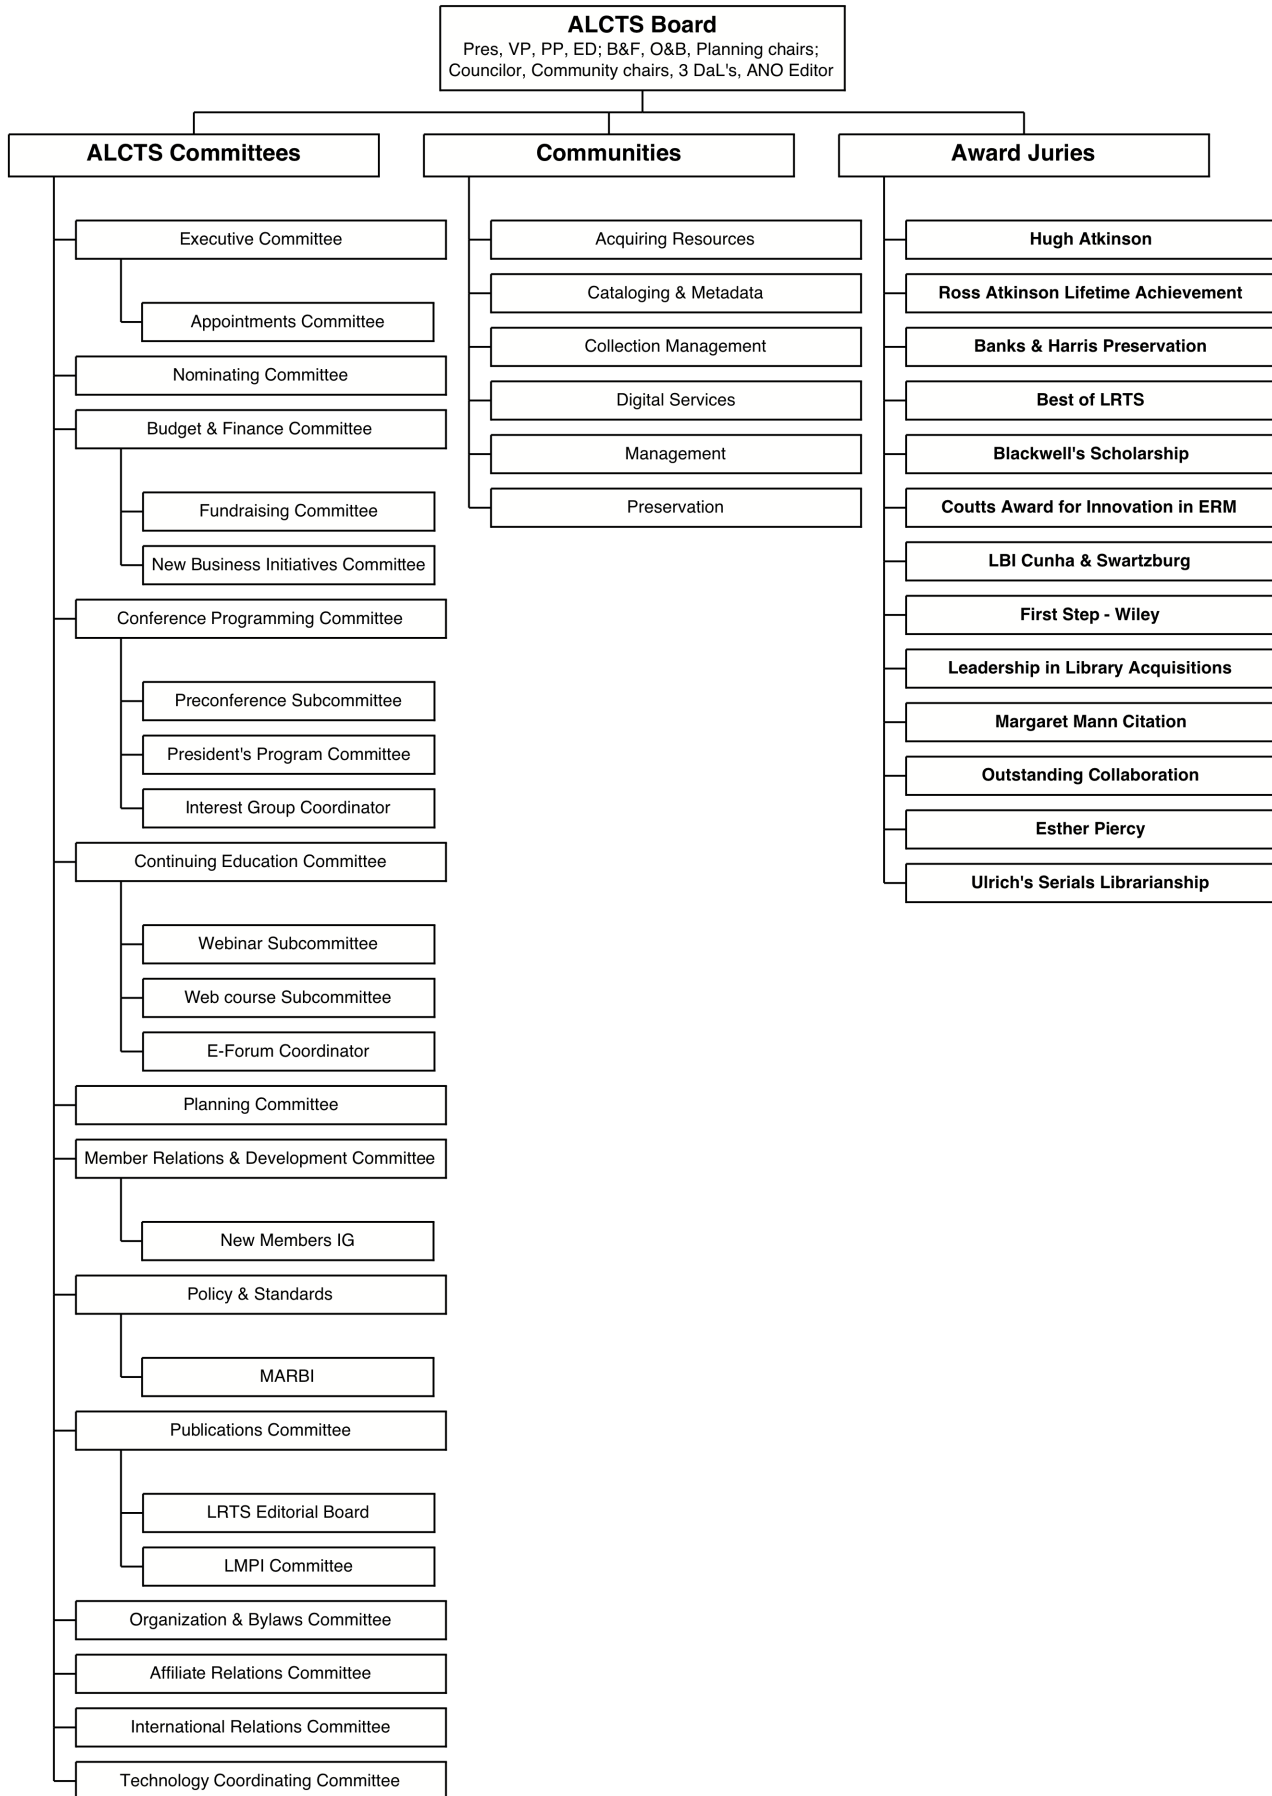 ALCTS Board
Pres, VP, PP, ED; B&F, O&B, Planning chairs;
Councilor, Community chairs, 3 DaL's, ANO Editor
ALCTS Committees
Executive Committee
Appointments Committee
Nominating Committee
Budget & Finance Committee
Fundraising Committee
New Business Initiatives Committee
Conference Programming Committee
Preconference Subcommittee
President's Program Committee
Interest Group Coordinator
Continuing Education Committee
Webinar Subcommittee
Web course Subcommittee
E-Forum Coordinator
Planning Committee
Member Relations & Development Committee
New Members IG
Policy & Standards
MARBI
Publications Committee
LRTS Editorial Board
LMPI Committee
Organization & Bylaws Committee
Affiliate Relations Committee
International Relations Committee
Technology Coordinating Committee
Communities
Acquiring Resources
Cataloging & Metadata
Collection Management
Digital Services
Management
Preservation
Award Juries
Hugh Atkinson
Ross Atkinson Lifetime Achievement
Banks & Harris Preservation
Best of LRTS
Blackwell's Scholarship
Coutts Award for Innovation in ERM
LBI Cunha & Swartzburg
First Step - Wiley
Leadership in Library Acquisitions
Margaret Mann Citation
Outstanding Collaboration
Esther Piercy
Ulrich's Serials Librarianship